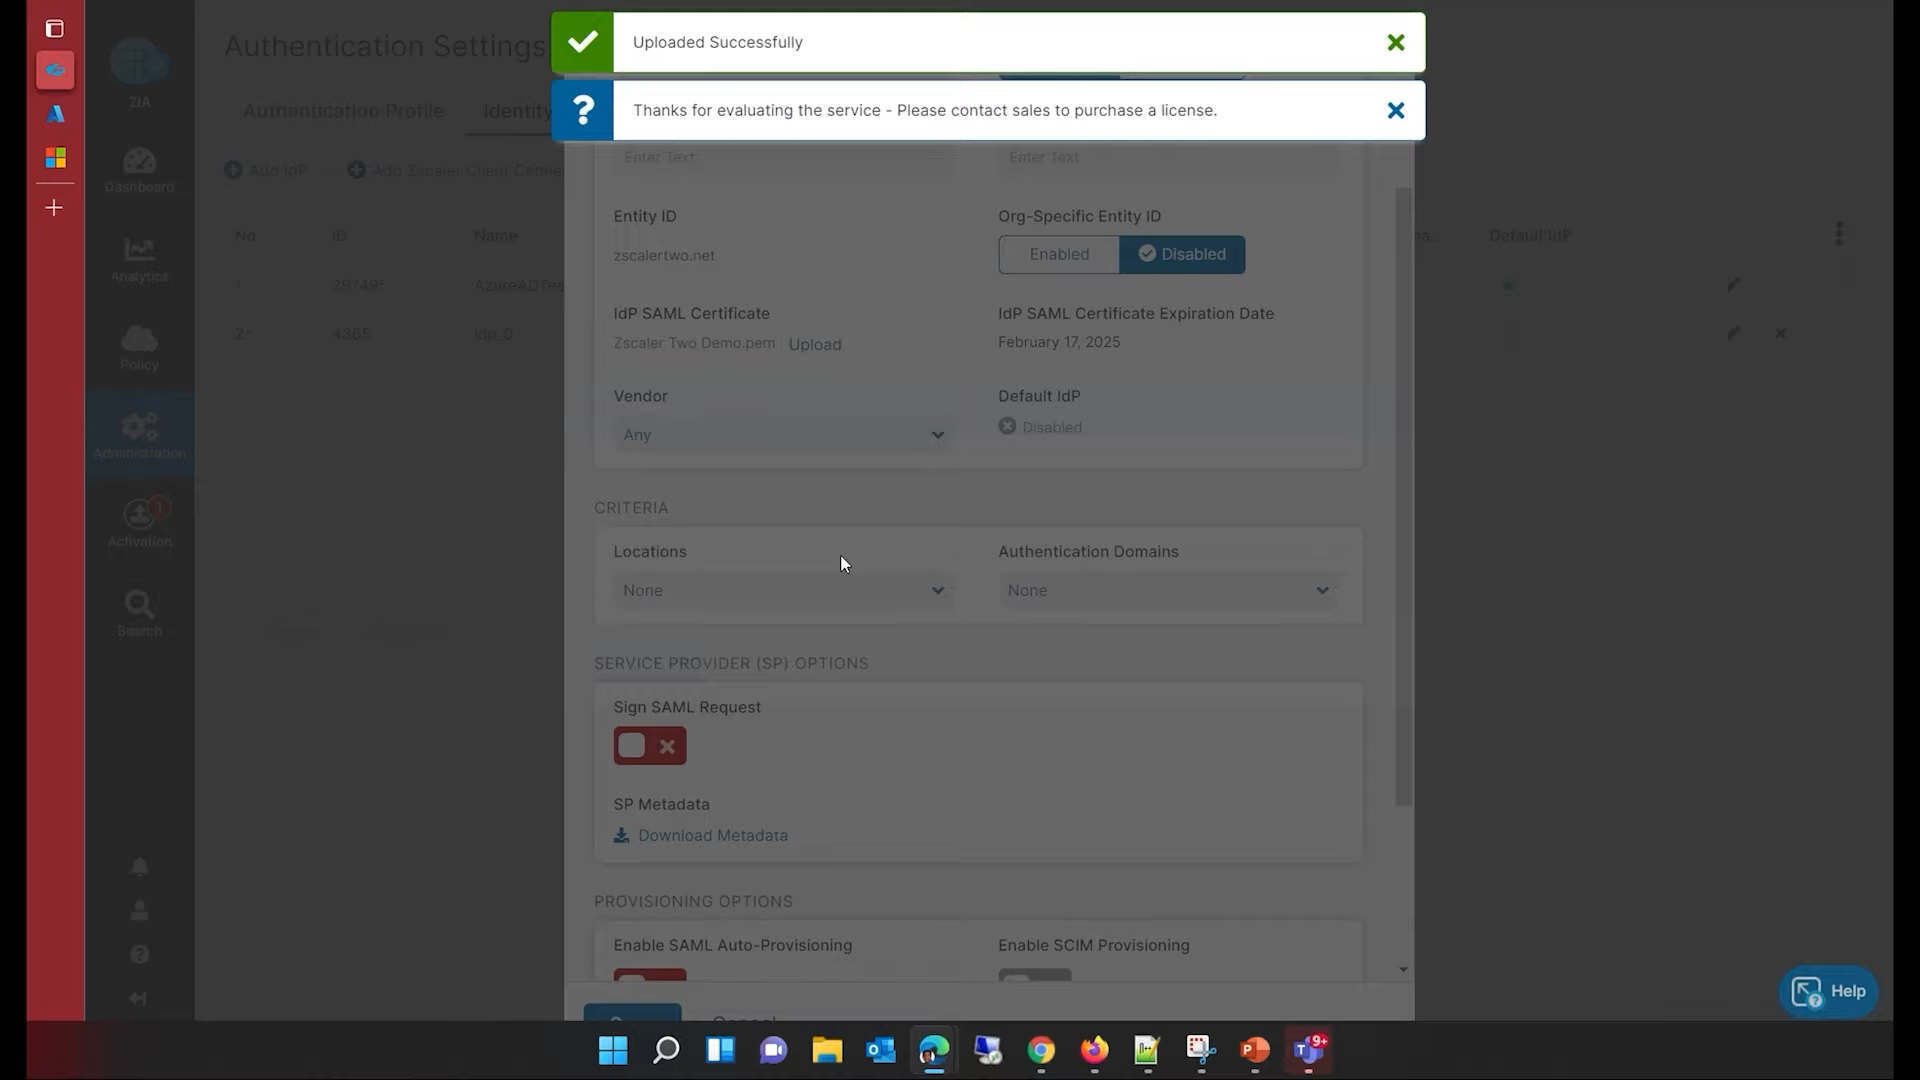 Uploaded Successfully
Thanks for evaluating the service - Please contact sales to purchase a license.
Authentication Settings
ZIA
Authentication Profile
Identity
Add IdP
Add Zscaler Client Conne
Dashboard
Analytics
Policy
Administration
1
Activation
Search
No.
ID
Name
Default IdP
1
AzureADTes
2
4365
Idp_0
Enter Text
Enter Text
Entity ID
zscalertwo.net
Org-Specific Entity ID
Enabled
Disabled
IdP SAML Certificate
Zscaler Two Demo.pem
Upload
IdP SAML Certificate Expiration Date
February 17, 2025
Vendor
Any
Default IdP
Disabled
CRITERIA
Locations
None
Authentication Domains
None
SERVICE PROVIDER (SP) OPTIONS
Sign SAML Request
SP Metadata
Download Metadata
PROVISIONING OPTIONS
Enable SAML Auto-Provisioning
Enable SCIM Provisioning
Cancel
Help
9+